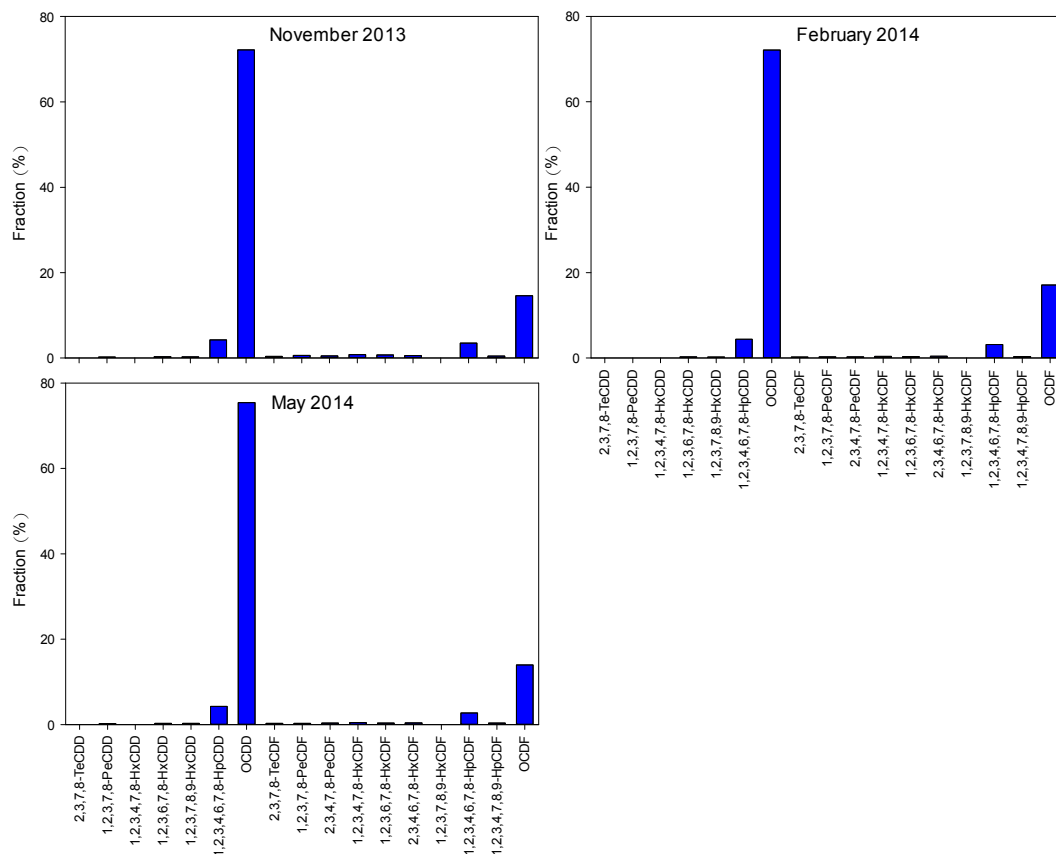 November 2013
Fraction (%)
80
60
40
20
0
February 2014
Fraction (%)
80
60
40
20
0
2,3,7,8-TeCDD
1,2,3,7,8-PeCDD
1,2,3,4,7,8-HxCDD
1,2,3,6,7,8-HxCDD
1,2,3,7,8,9-HxCDD
1,2,3,4,6,7,8-HpCDD
OCDD
2,3,7,8-TeCDF
1,2,3,7,8-PeCDF
2,3,4,7,8-PeCDF
1,2,3,4,7,8-HxCDF
1,2,3,6,7,8-HxCDF
2,3,4,6,7,8-HxCDF
1,2,3,7,8,9-HxCDF
1,2,3,4,6,7,8-HpCDF
1,2,3,4,7,8,9-HpCDF
OCDF
May 2014
Fraction (%)
80
60
40
20
0
2,3,7,8-TeCDD
1,2,3,7,8-PeCDD
1,2,3,4,7,8-HxCDD
1,2,3,6,7,8-HxCDD
1,2,3,7,8,9-HxCDD
1,2,3,4,6,7,8-HpCDD
OCDD
2,3,7,8-TeCDF
1,2,3,7,8-PeCDF
2,3,4,7,8-PeCDF
1,2,3,4,7,8-HxCDF
1,2,3,6,7,8-HxCDF
2,3,4,6,7,8-HxCDF
1,2,3,7,8,9-HxCDF
1,2,3,4,6,7,8-HpCDF
1,2,3,4,7,8,9-HpCDF
OCDF